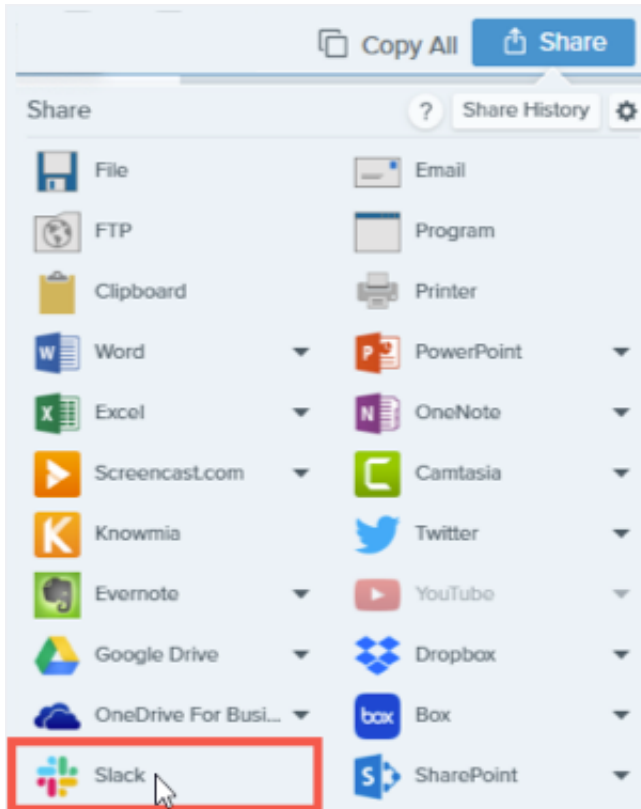 Copy All Share
Share ? Share History
File Email
FTP Program
Clipboard Printer
W Word P PowerPoint
X Excel N OneNote
Screencast.com C Camtasia
K Knowmia Twitter
Evernote YouTube
Google Drive Dropbox
OneDrive For Busi... box Box
Slack S SharePoint